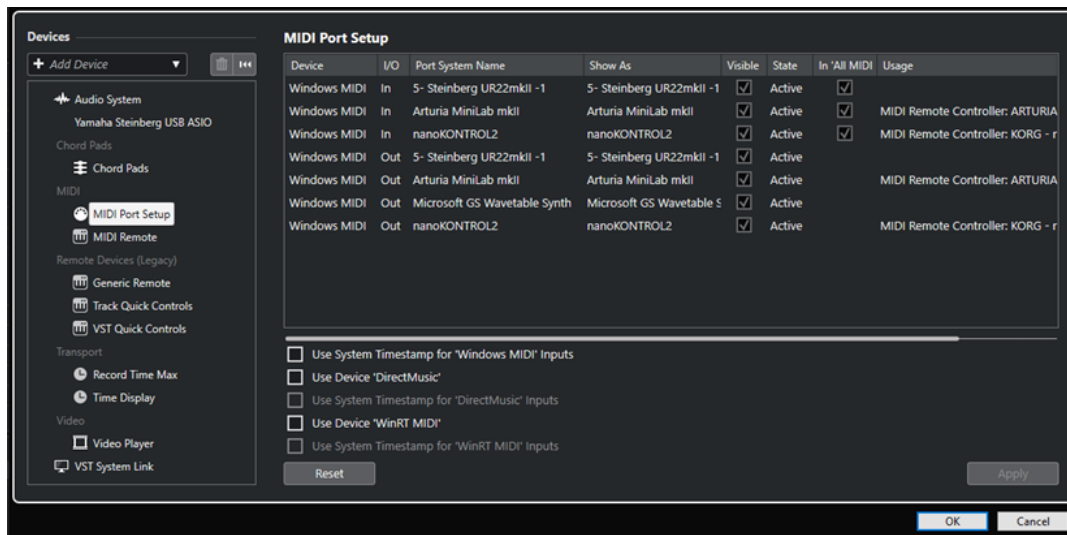 Devices
+ Add Device
Audio System
Yamaha Steinberg USB ASIO
Chord Pads
Chord Pads
MIDI
MIDI Port Setup
MIDI Remote
Remote Devices (Legacy)
Generic Remote
Track Quick Controls
VST Quick Controls
Transport
Record Time Max
Time Display
Video
Video Player
VST System Link
MIDI Port Setup
Device I/O Port System Name Show As Visible State In 'All MIDI Usage
Windows MIDI In 5- Steinberg UR22mkII -1 5- Steinberg UR22mkII -1 Active
Windows MIDI In Arturia MiniLab mkII Arturia MiniLab mkII Active MIDI Remote Controller: ARTURIA
Windows MIDI In nanoKONTROL2 nanoKONTROL2 Active MIDI Remote Controller: KORG -
Windows MIDI Out 5- Steinberg UR22mkII -1 5- Steinberg UR22mkII -1 Active
Windows MIDI Out Arturia MiniLab mkII Arturia MiniLab mkII Active MIDI Remote Controller: ARTURIA
Windows MIDI Out Microsoft GS Wavetable Synth Microsoft GS Wavetable Active
Windows MIDI Out nanoKONTROL2 nanoKONTROL2 Active MIDI Remote Controller: KORG -
Use System Timestamp for 'Windows MIDI' Inputs
Use Device 'DirectMusic'
Use System Timestamp for 'DirectMusic' Inputs
Use Device 'WinRT MIDI'
Use System Timestamp for 'WinRT MIDI' Inputs
Reset Apply
OK Cancel